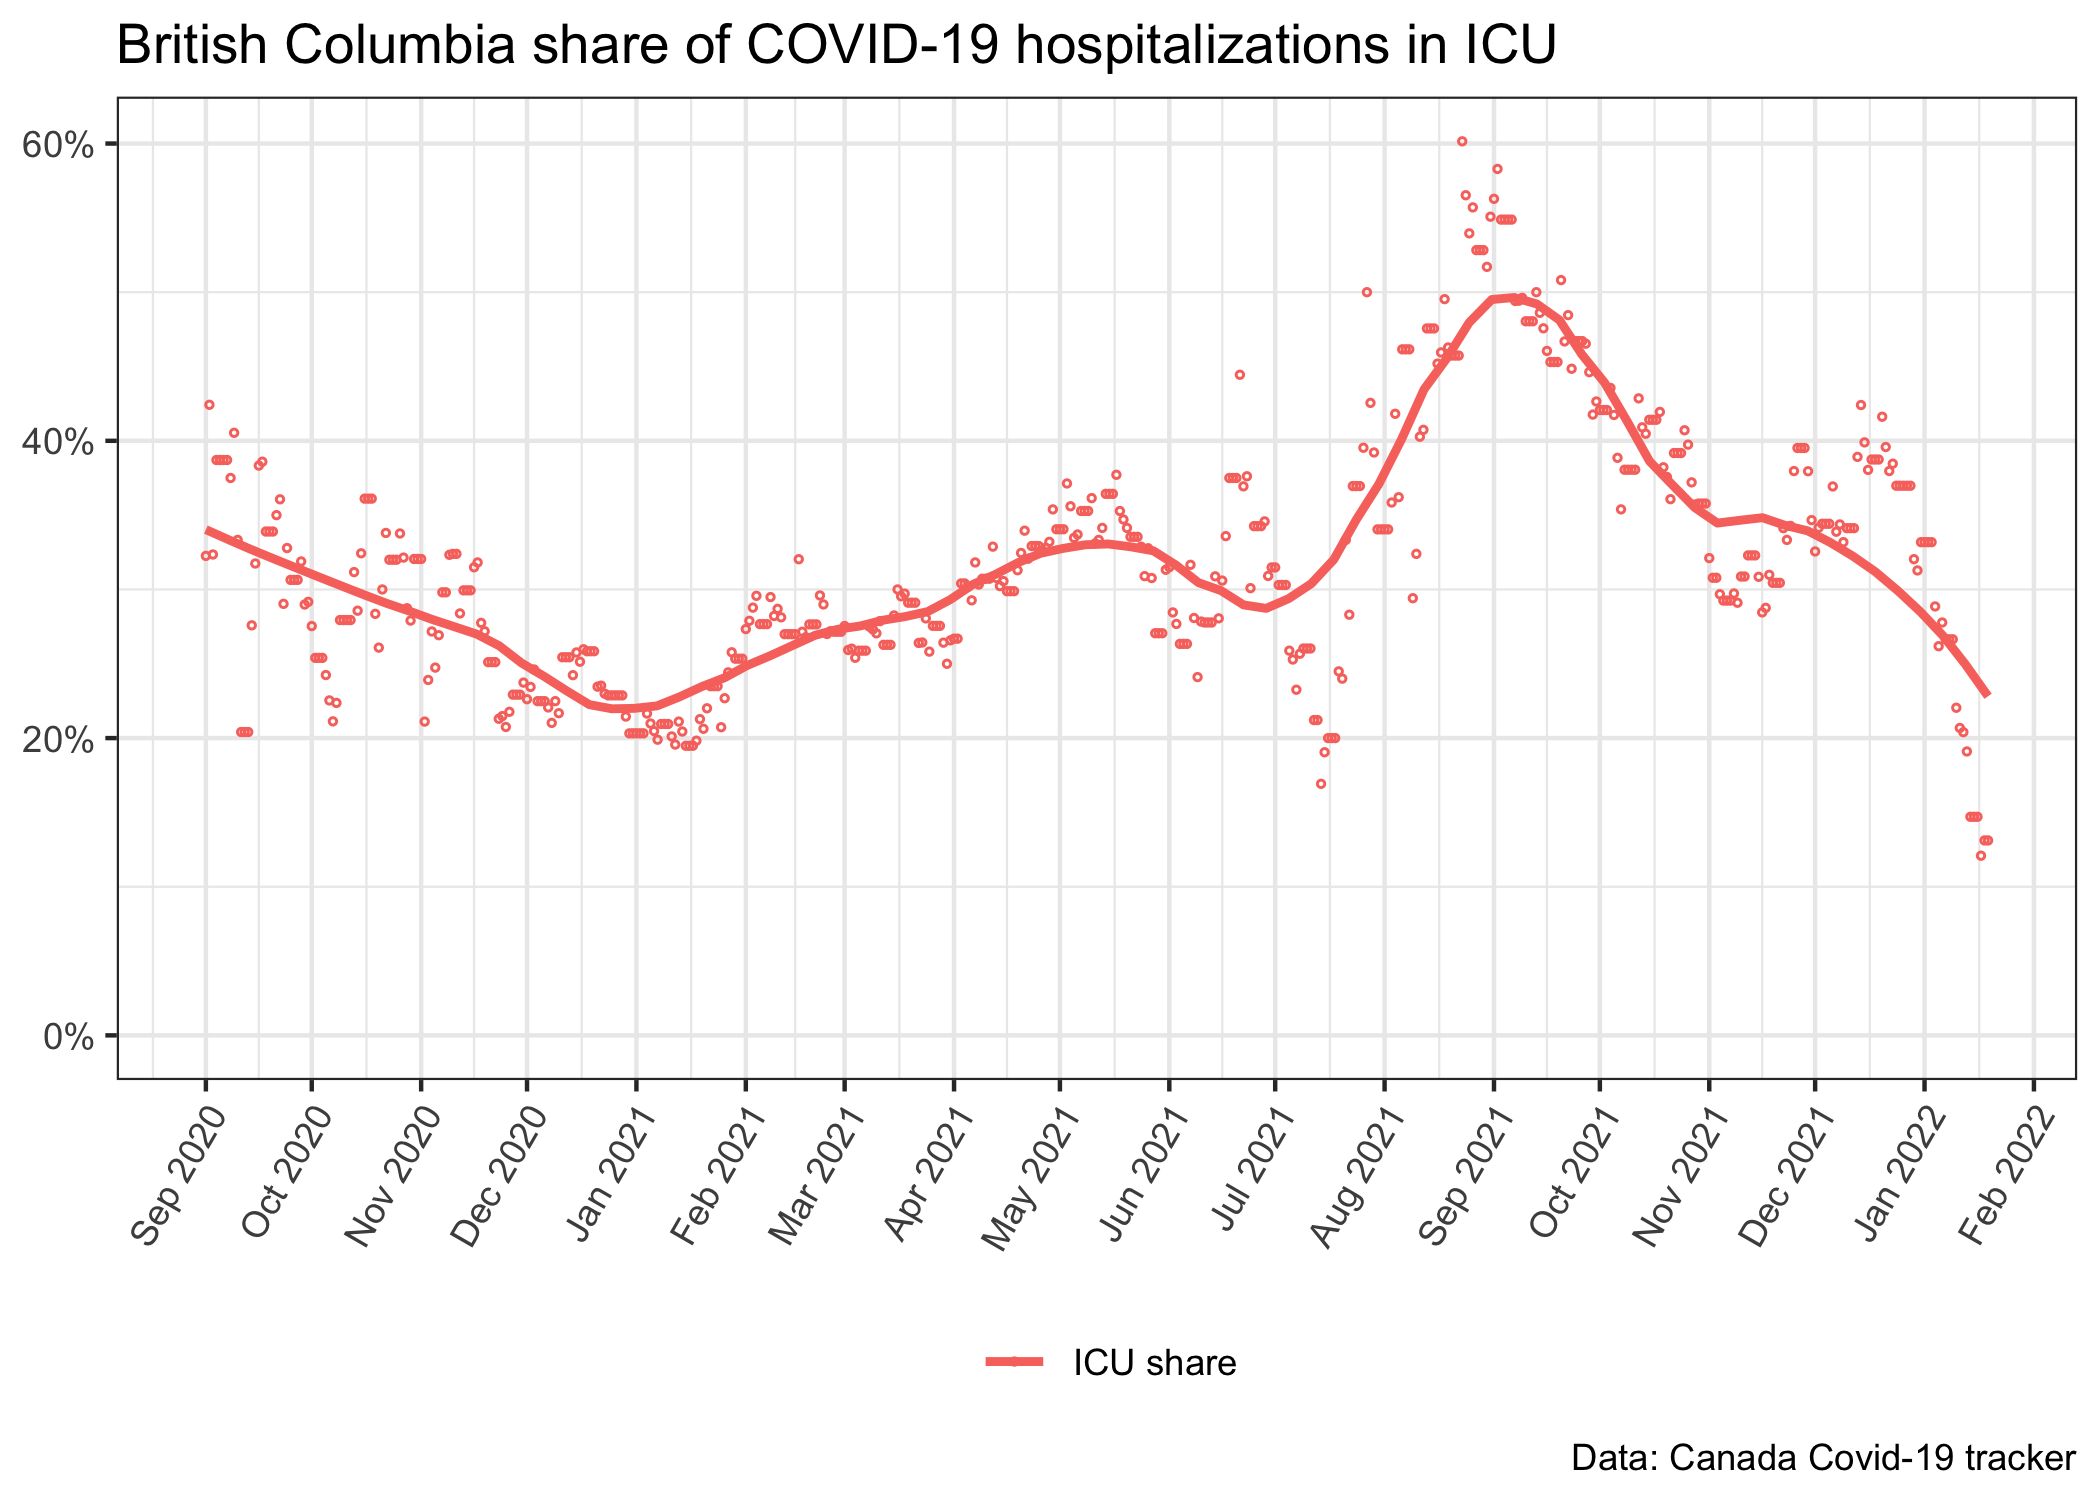 British Columbia share of COVID-19 hospitalizations in ICU
60%
40%
20%
0%
Sep 2020
Oct 2020
Nov 2020
Dec 2020
Jan 2021
Feb 2021
Mar 2021
Apr 2021
May 2021
Jun 2021
Jul 2021
Aug 2021
Sep 2021
Oct 2021
Nov 2021
Dec 2021
Jan 2022
Feb 2022
ICU share
Data: Canada Covid-19 tracker